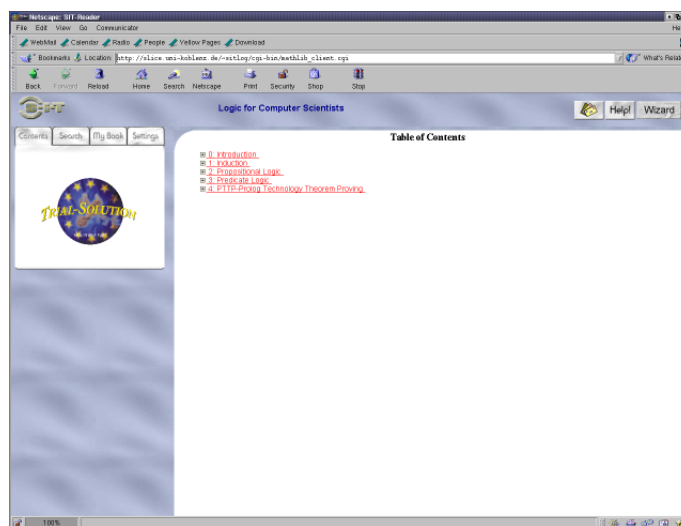 Netscape: SIT-Reader
File Edit View Go Communicator He
WebMail Calendar Radio People Yellow Pages Download
Bookmarks Location: http://slice.uni-koblenz.de/~sitlog/cgi-bin/mathlib_client.cgi What's Relat
Back Forward Reload Home Search Netscape Print Security Shop Stop
Logic for Computer Scientists Help! Wizard
Contents Search My Book Settings
Table of Contents
0: Introduction
1: Induction
2: Propositional Logic
3: Predicate Logic
4: PTTP-Prolog Technology Theorem Proving
TRIAL-SOLUTION
100%